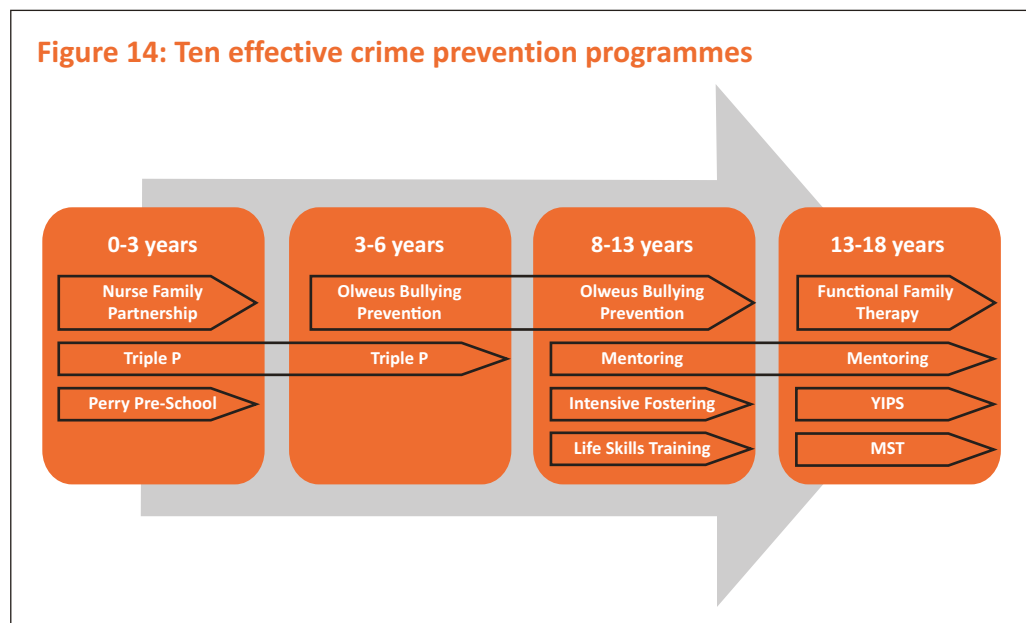 Figure 14: Ten effective crime prevention programmes
0-3 years
Nurse Family
Partnership
Triple P
Perry Pre-School
3-6 years
Olweus Bullying
Prevention
Triple P
8-13 years
Olweus Bullying
Prevention
Mentoring
Intensive Fostering
Life Skills Training
13-18 years
Functional Family
Therapy
Mentoring
YIPS
MST